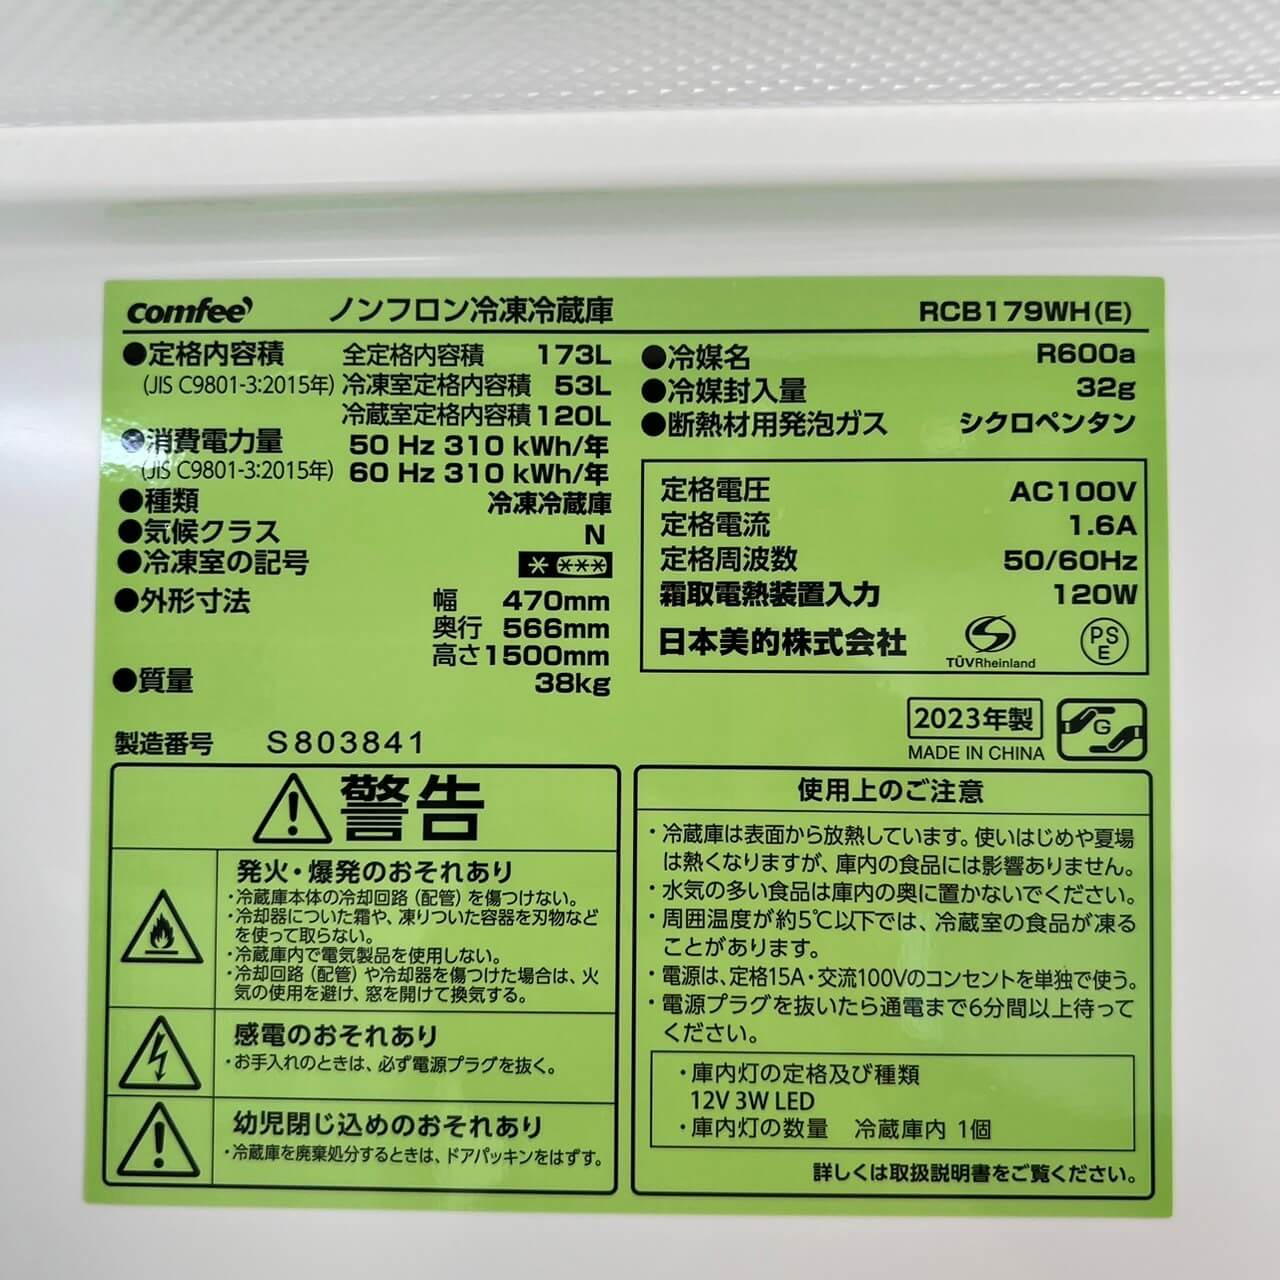 comfee' ノンフロン冷凍冷蔵庫 RCB179WH(E)
●定格内容積 全定格内容積 173L
(JIS C9801-3:2015年) 冷凍室定格内容積 53L
冷蔵室定格内容積 120L
●消費電力量 50 Hz 310 kWh/年
(JIS C9801-3:2015年) 60 Hz 310 kWh/年
●種類 冷凍冷蔵庫
●気候クラス N
●冷凍室の記号 * ***
●外形寸法 幅 470mm
奥行 566mm
高さ 1500mm
●質量 38kg
●冷媒名 R600a
●冷媒封入量 32g
●断熱材用発泡ガス シクロペンタン
定格電圧 AC100V
定格電流 1.6A
定格周波数 50/60Hz
霜取電熱装置入力 120W
日本美的株式会社
TÜVRheinland
PS
E
2023年製
MADE IN CHINA
G
製造番号 S803841
警告
発火・爆発のおそれあり
・冷蔵庫本体の冷却回路(配管)を傷つけない。
・冷却器についた霜や、凍りついた容器を刃物など
を使って取らない。
・冷蔵庫内で電気製品を使用しない。
・冷却回路(配管)や冷却器を傷つけた場合は、火
気の使用を避け、窓を開けて換気する。
感電のおそれあり
・お手入れのときは、必ず電源プラグを抜く。
幼児閉じ込めのおそれあり
・冷蔵庫を廃棄処分するときは、ドアパッキンをはずす。
使用上のご注意
・冷蔵庫は表面から放熱しています。使いはじめや夏場
は熱くなりますが、庫内の食品には影響ありません。
・水気の多い食品は庫内の奥に置かないでください。
・周囲温度が約5℃以下では、冷蔵室の食品が凍る
ことがあります。
・電源は、定格15A・交流100Vのコンセントを単独で使う。
・電源プラグを抜いたら通電まで6分間以上待って
ください。
・庫内灯の定格及び種類
12V 3W LED
・庫内灯の数量 冷蔵庫内 1個
詳しくは取扱説明書をご覧ください。